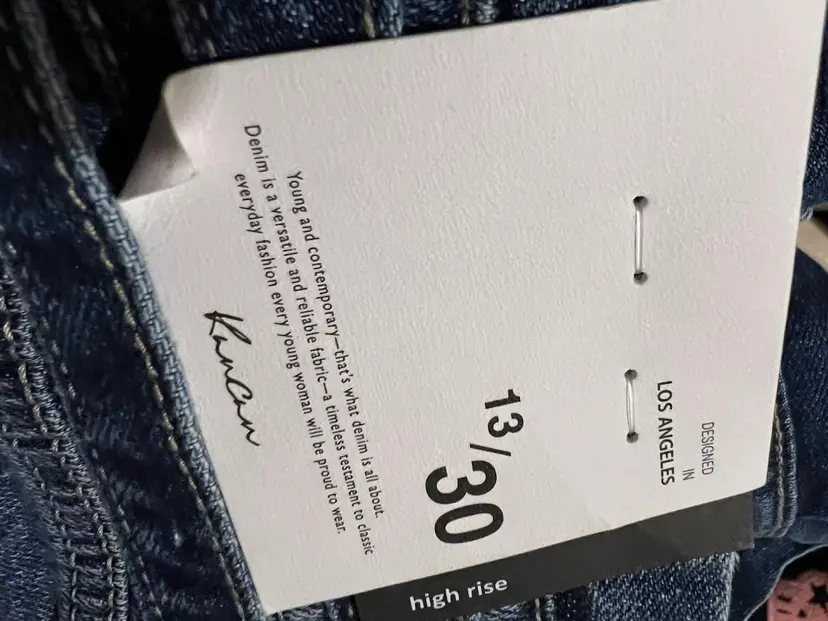 DESIGNED
IN
LOS ANGELES
13/30
Young and contemporary—that's what denim is all about.
Denim is a versatile and reliable fabric—a timeless testament to classic
everyday fashion every young woman will be proud to wear.
KanCan
high rise